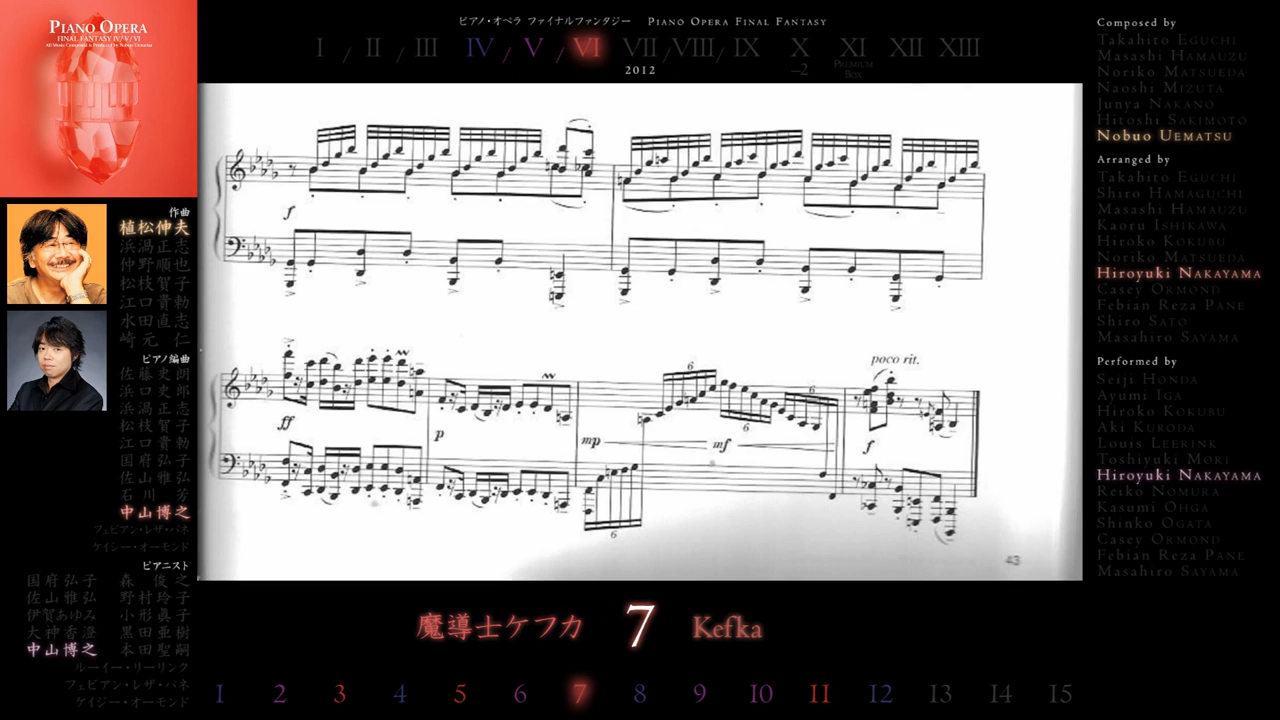 PIANO OPERA
FINAL FANTASY IV/V/VI
All Music Composed & Produced by Nobuo Uematsu
ピアノ・オペラ ファイナルファンタジー PIANO OPERA FINAL FANTASY
I / II / III IV / V / VI VII / VIII / IX X XI XII XIII
–2 PREMIUM BOX
2012
作曲
植松伸夫
浜渦正志
仲野順也
松枝賀子
江口貴勅
水田直志
崎元 仁
ピアノ編曲
佐藤史朗
浜口史郎
浜渦正志
松枝賀子
江口貴勅
国府弘子
佐山雅弘
石川 芳
中山博之
フェビアン・レザ・パネ
ケイシー・オーモンド
ピアニスト
国府弘子 森 俊之
佐山雅弘 野村玲子
伊賀あゆみ 小形眞子
大神香澄 黒田亜樹
中山博之 本田聖嗣
ルーイー・リーリンク
フェビアン・レザ・パネ
ケイジー・オーモンド
f
ff
p
mp
mf
poco rit.
f
6
6
6
6
43
魔導士ケフカ 7 Kefka
1 2 3 4 5 6 7 8 9 10 11 12 13 14 15
Composed by
Takahito EGUCHI
Masashi HAMAUZU
Noriko MATSUEDA
Naoshi MIZUTA
Junya NAKANO
Hitoshi SAKIMOTO
Nobuo UEMATSU
Arranged by
Takahito EGUCHI
Shiro HAMAGUCHI
Masashi HAMAUZU
Kaoru ISHIKAWA
Hiroko KOKUBU
Noriko MATSUEDA
Hiroyuki NAKAYAMA
Casey ORMOND
Febian Reza PANE
Shiro SATO
Masahiro SAYAMA
Performed by
Seiji HONDA
Ayumi IGA
Hiroko KOKUBU
Aki KURODA
Louis LEERINK
Toshiyuki MORI
Hiroyuki NAKAYAMA
Reiko NOMURA
Kasumi OHGA
Shinko OGATA
Casey ORMOND
Febian Reza PANE
Masahiro SAYAMA